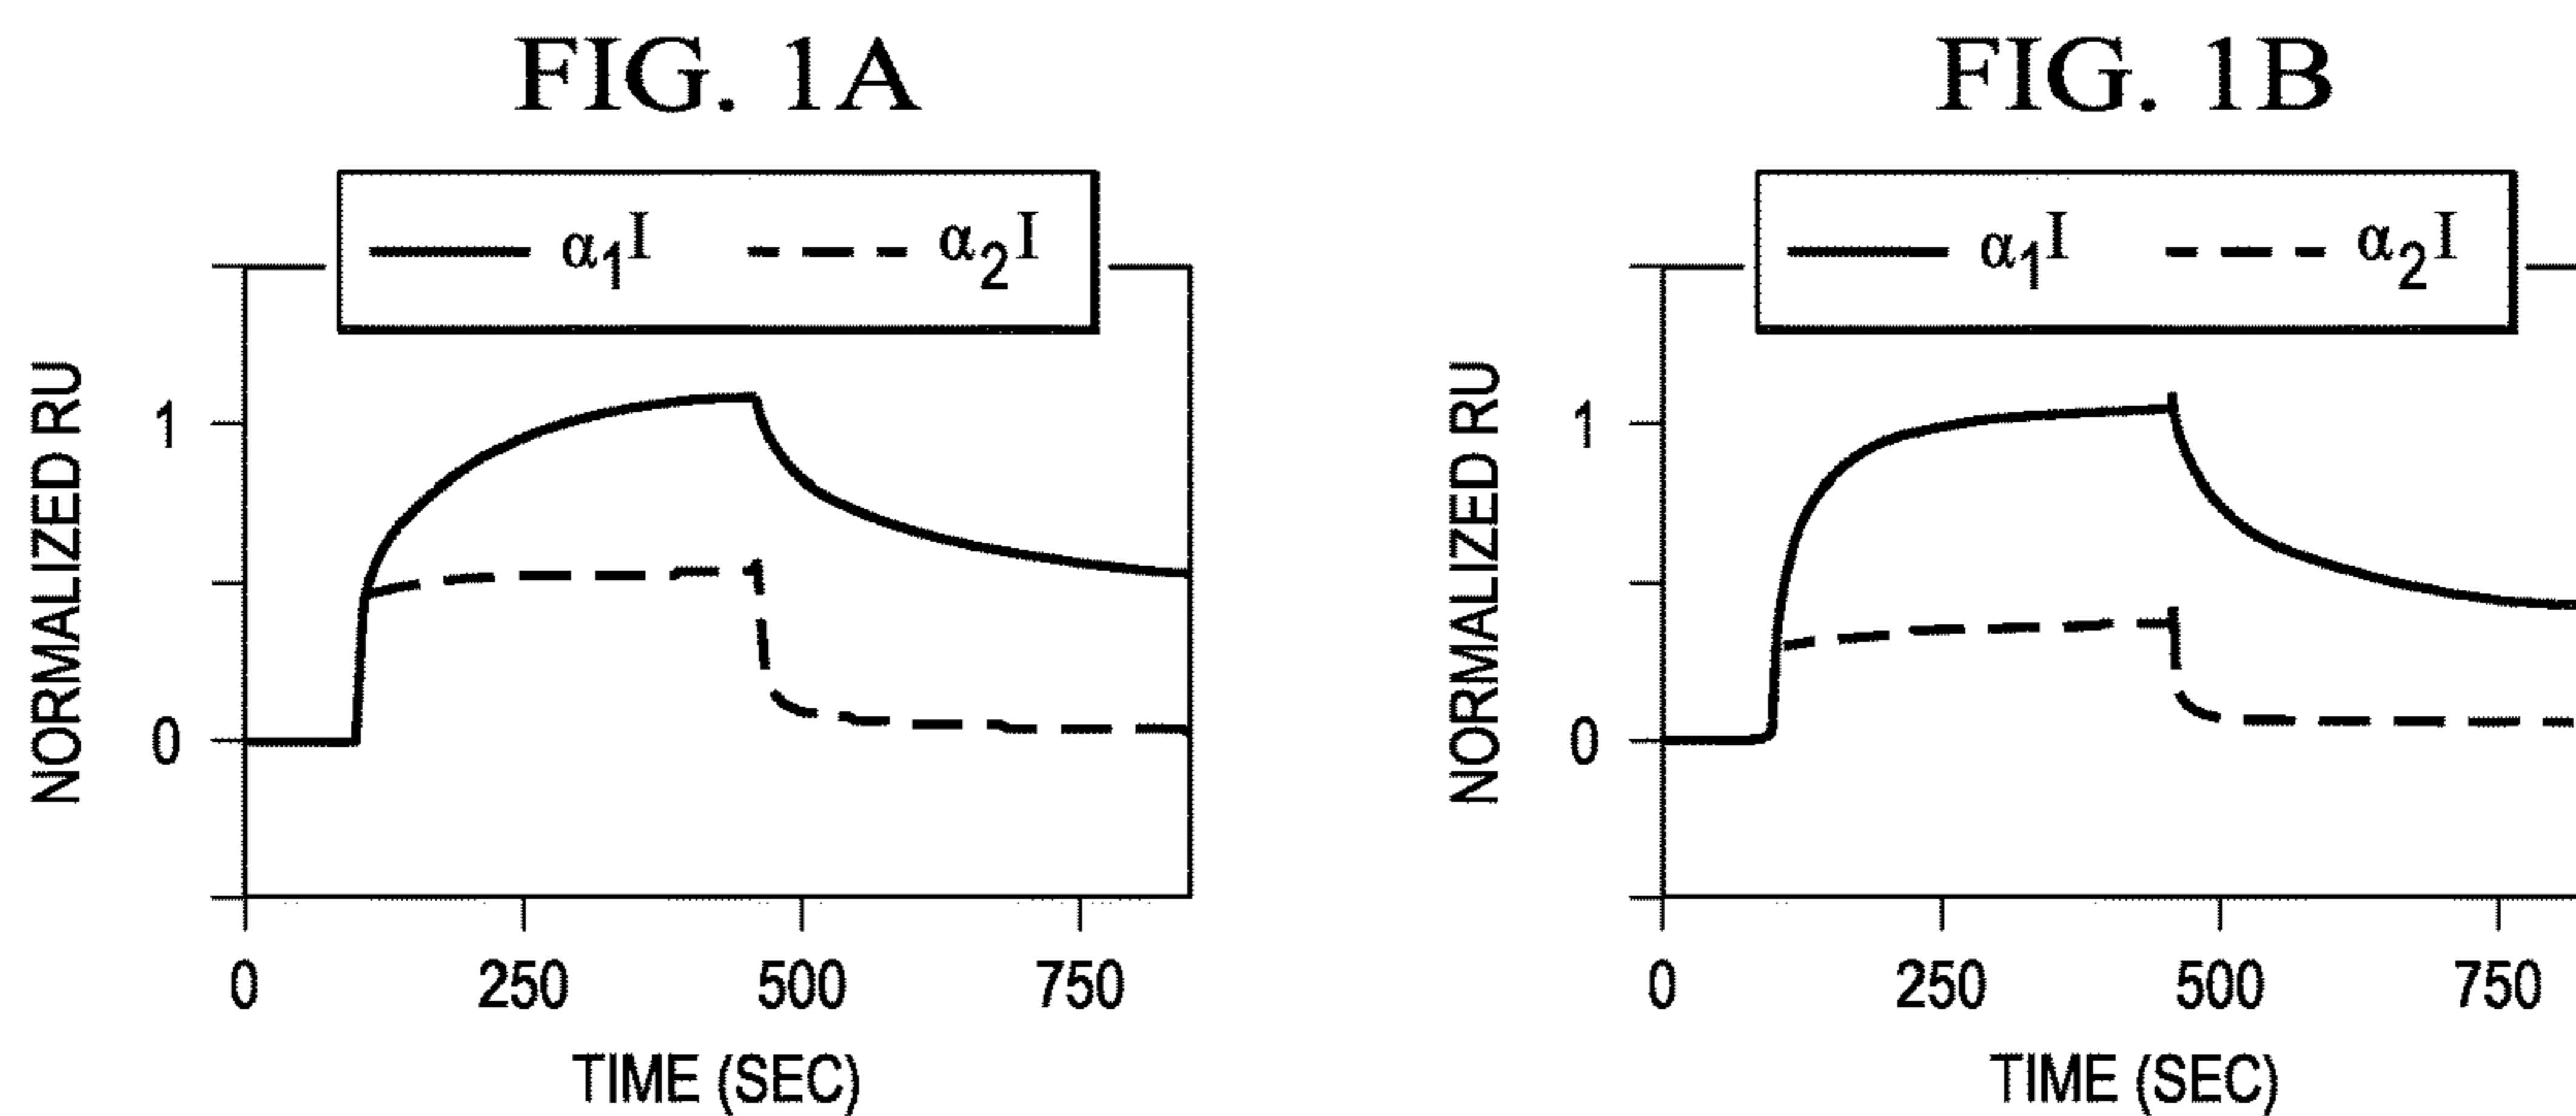 FIG. 1A
α₁I α₂I
NORMALIZED RU
1
0
0 250 500 750
TIME (SEC)
FIG. 1B
α₁I α₂I
NORMALIZED RU
1
0
0 250 500 750
TIME (SEC)